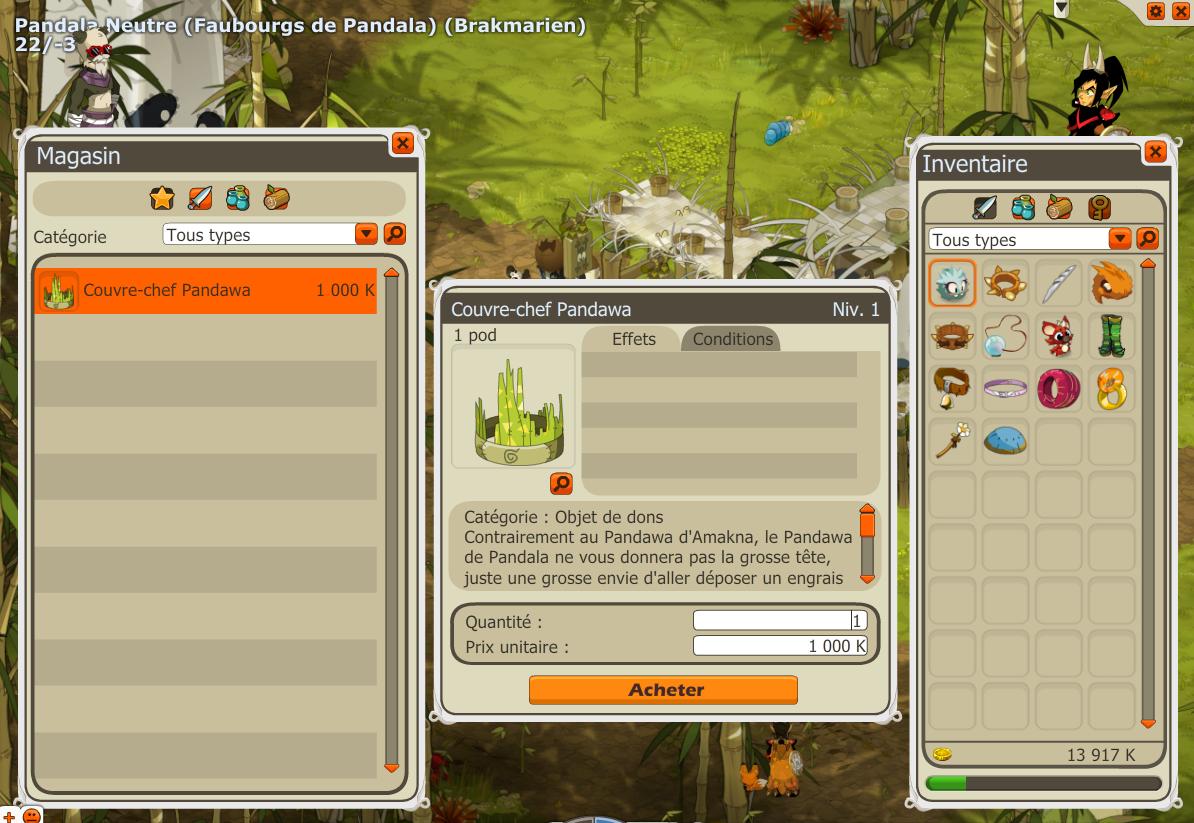 Pandala Neutre (Faubourgs de Pandala) (Brakmarien)
22/-3
Magasin
Catégorie
Tous types
Couvre-chef Pandawa 1 000 K
Couvre-chef Pandawa Niv. 1
1 pod
Effets Conditions
Catégorie : Objet de dons
Contrairement au Pandawa d'Amakna, le Pandawa
de Pandala ne vous donnera pas la grosse tête,
juste une grosse envie d'aller déposer un engrais
Quantité : 1
Prix unitaire : 1 000 K
Acheter
Inventaire
Tous types
13 917 K